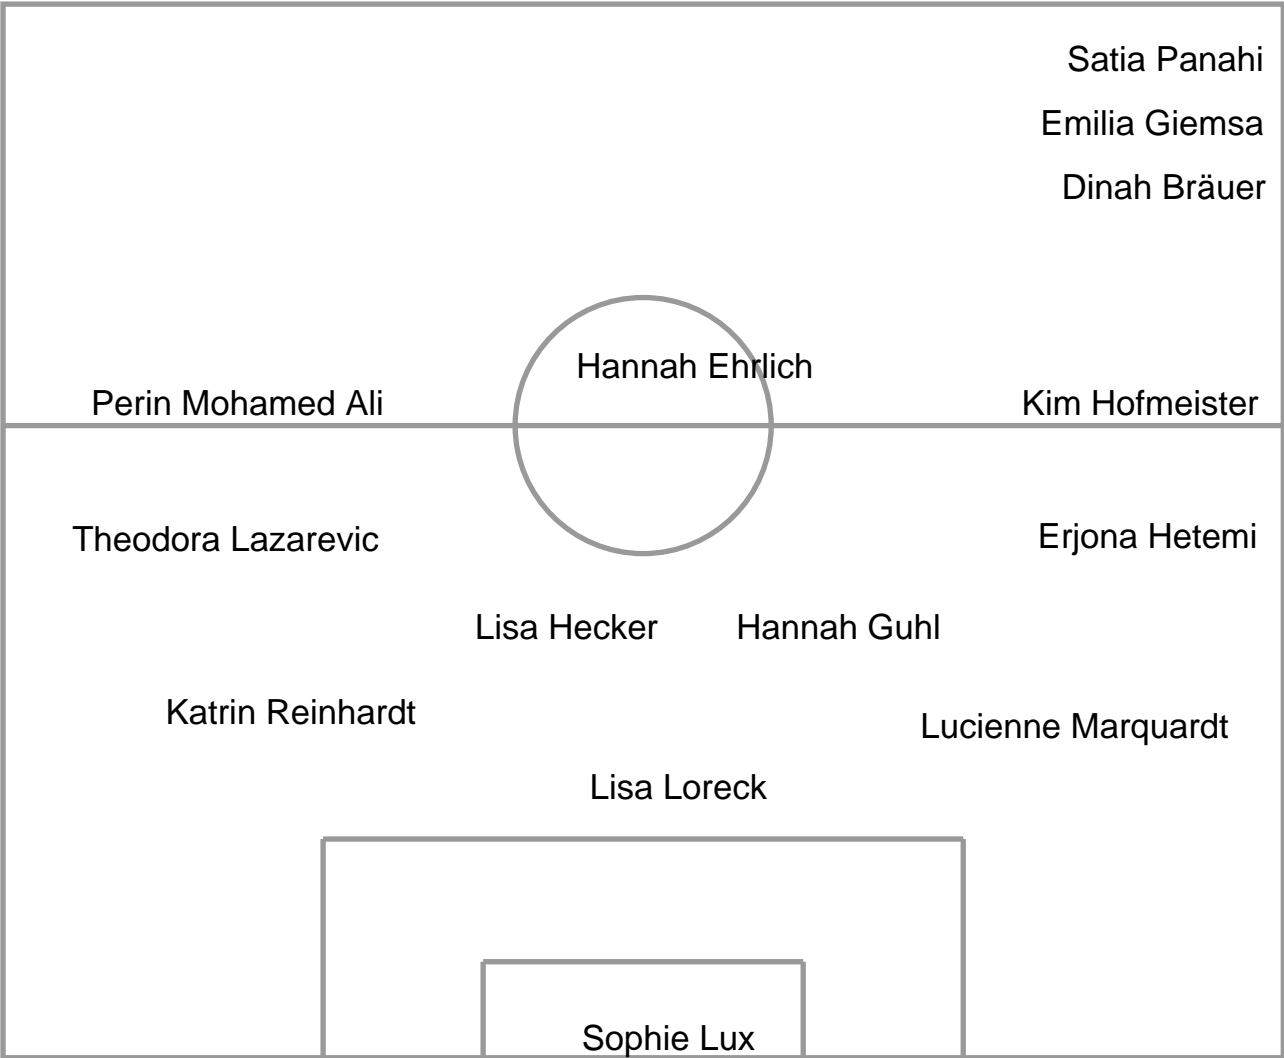 Satia Panahi
Emilia Giemsa
Dinah Bräuer
Hannah Ehrlich
Perin Mohamed Ali
Kim Hofmeister
Theodora Lazarevic
Erjona Hetemi
Lisa Hecker
Hannah Guhl
Katrin Reinhardt
Lucienne Marquardt
Lisa Loreck
Sophie Lux